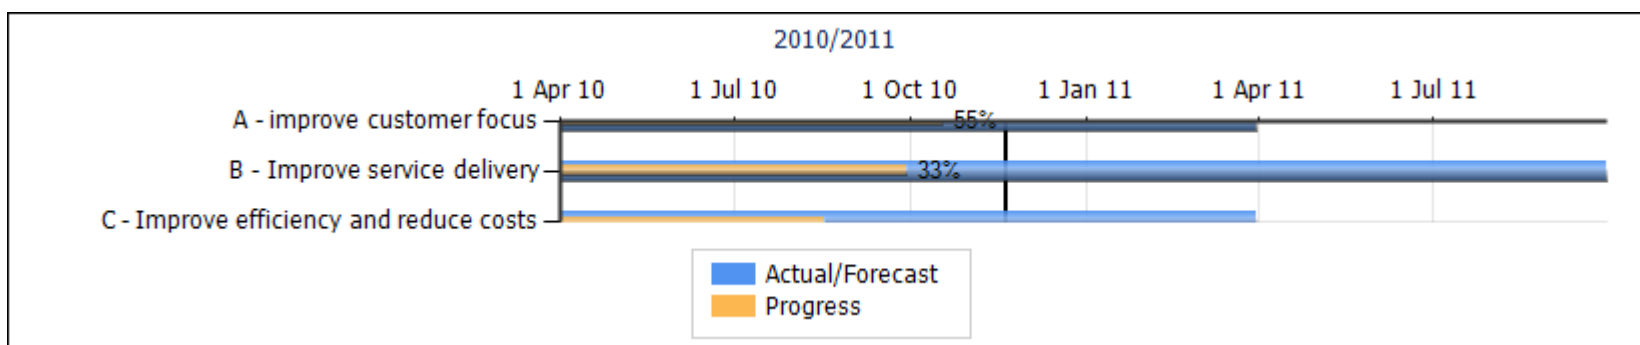 2010/2011
1 Apr 10 1 Jul 10 1 Oct 10 1 Jan 11 1 Apr 11 1 Jul 11
A - improve customer focus 55%
B - Improve service delivery 33%
C - Improve efficiency and reduce costs
Actual/Forecast
Progress